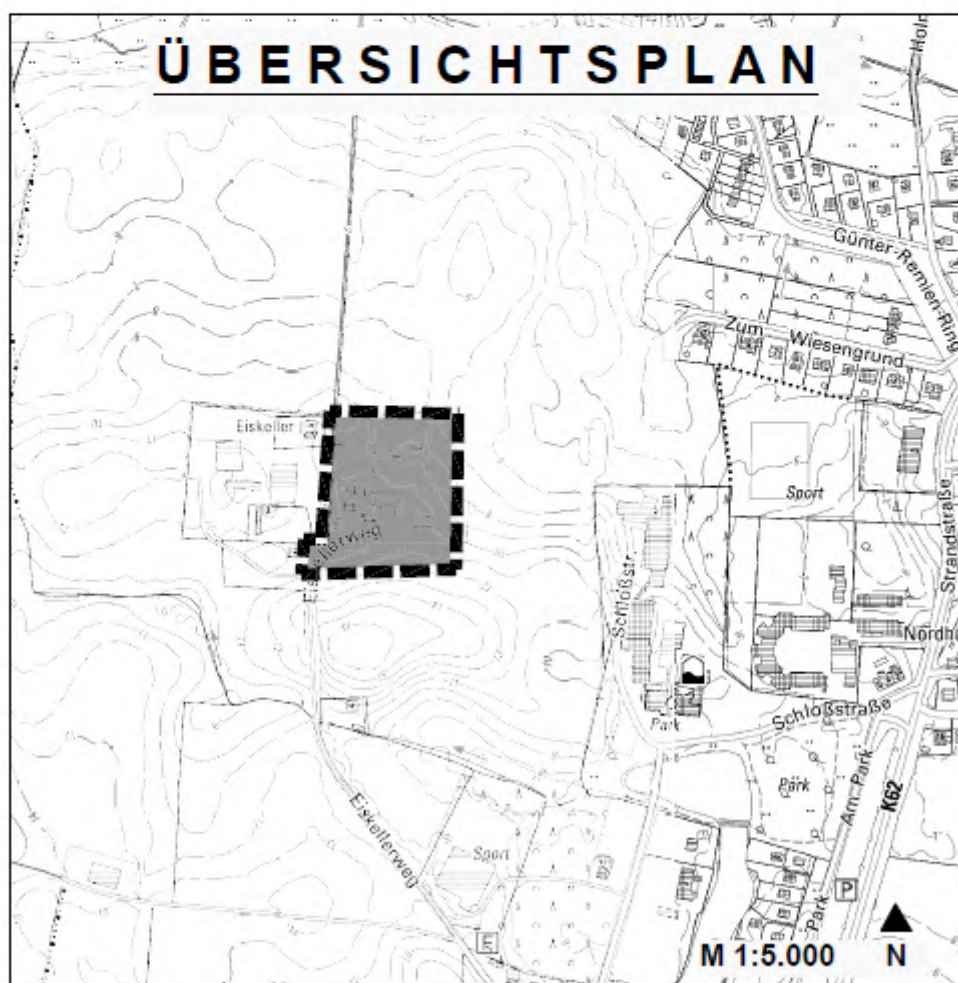 ÜBERSICHTSPLAN
Günter-Remien-Ring
Zum Wiesengrund
Eiskeller
Sport
Strandstraße
Schloßstr.
Schloßstraße
Park
Park
Am Park
K62
Eiskellerweg
Sport
Park
P
M 1:5.000 N